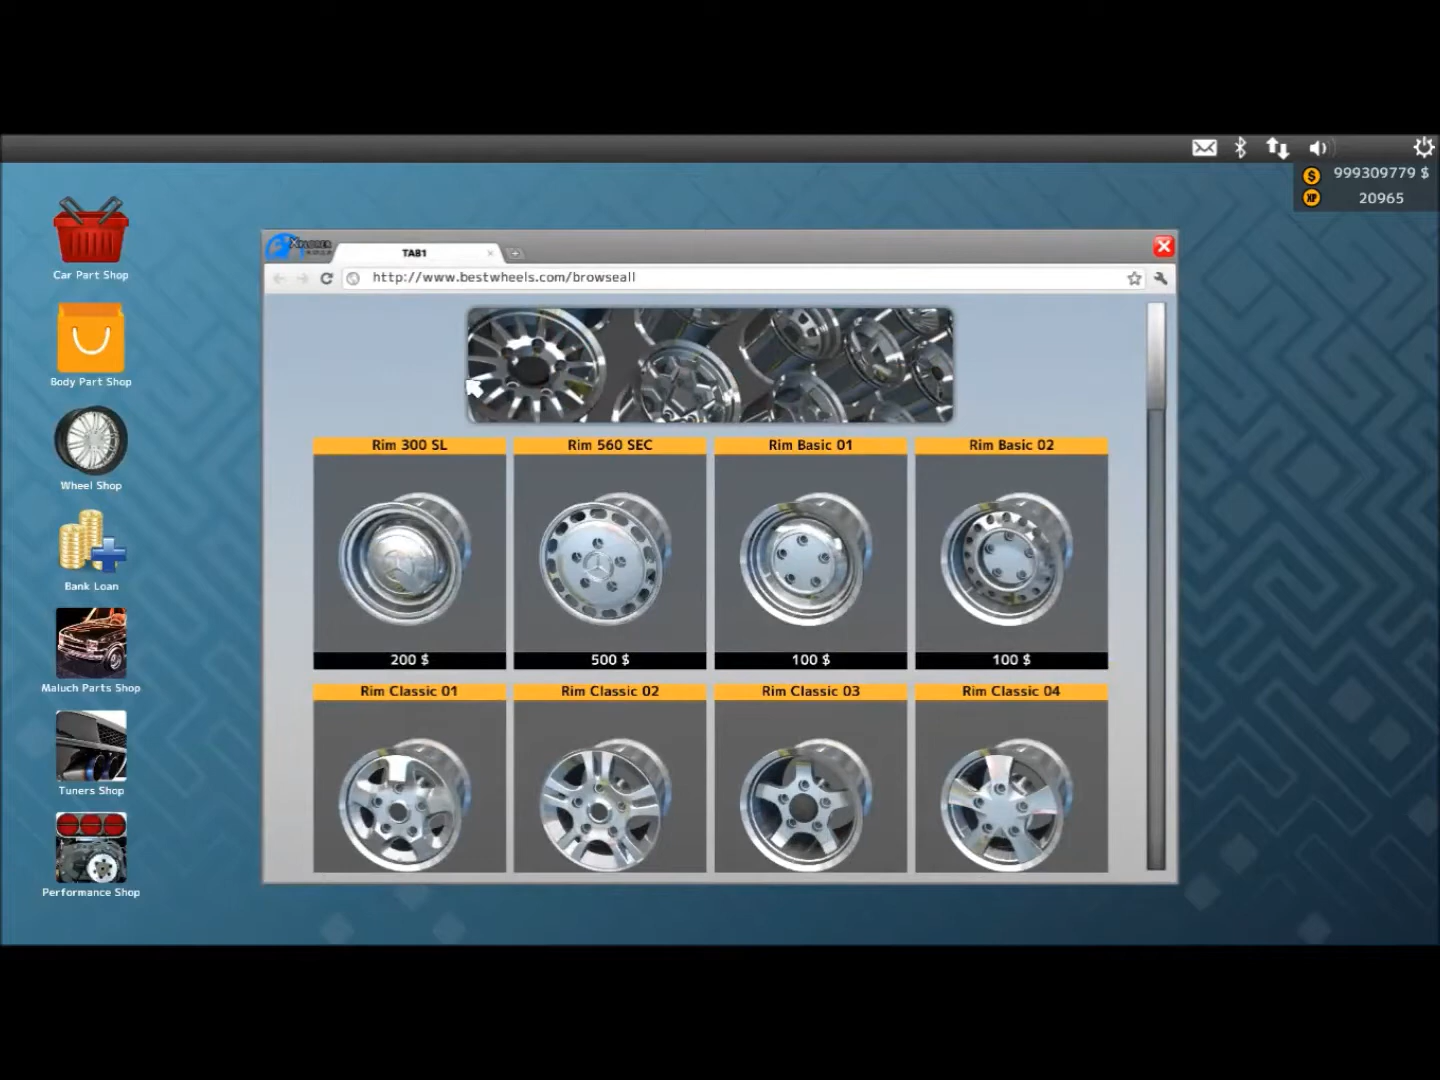 999309779 $
XP 20965
Car Part Shop
Body Part Shop
Wheel Shop
Bank Loan
Maluch Parts Shop
Tuners Shop
Performance Shop
TAB1
http://www.bestwheels.com/browseall
Rim 300 SL
Rim 560 SEC
Rim Basic 01
Rim Basic 02
200 $
500 $
100 $
100 $
Rim Classic 01
Rim Classic 02
Rim Classic 03
Rim Classic 04